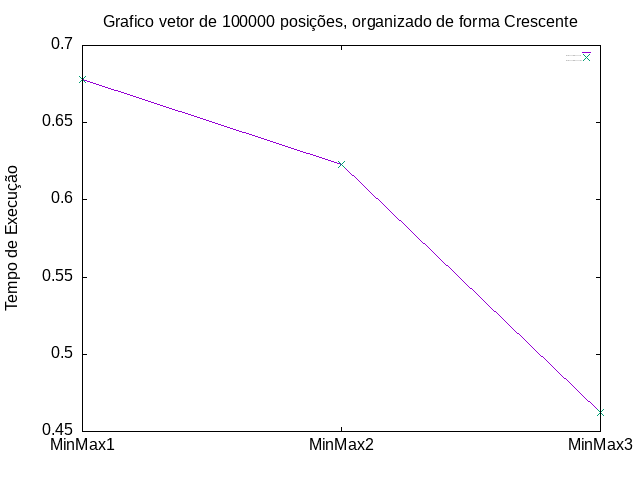 Grafico vetor de 100000 posições, organizado de forma Crescente
0.7
0.65
0.6
0.55
0.5
0.45
Tempo de Execução
MinMax1 MinMax2 MinMax3